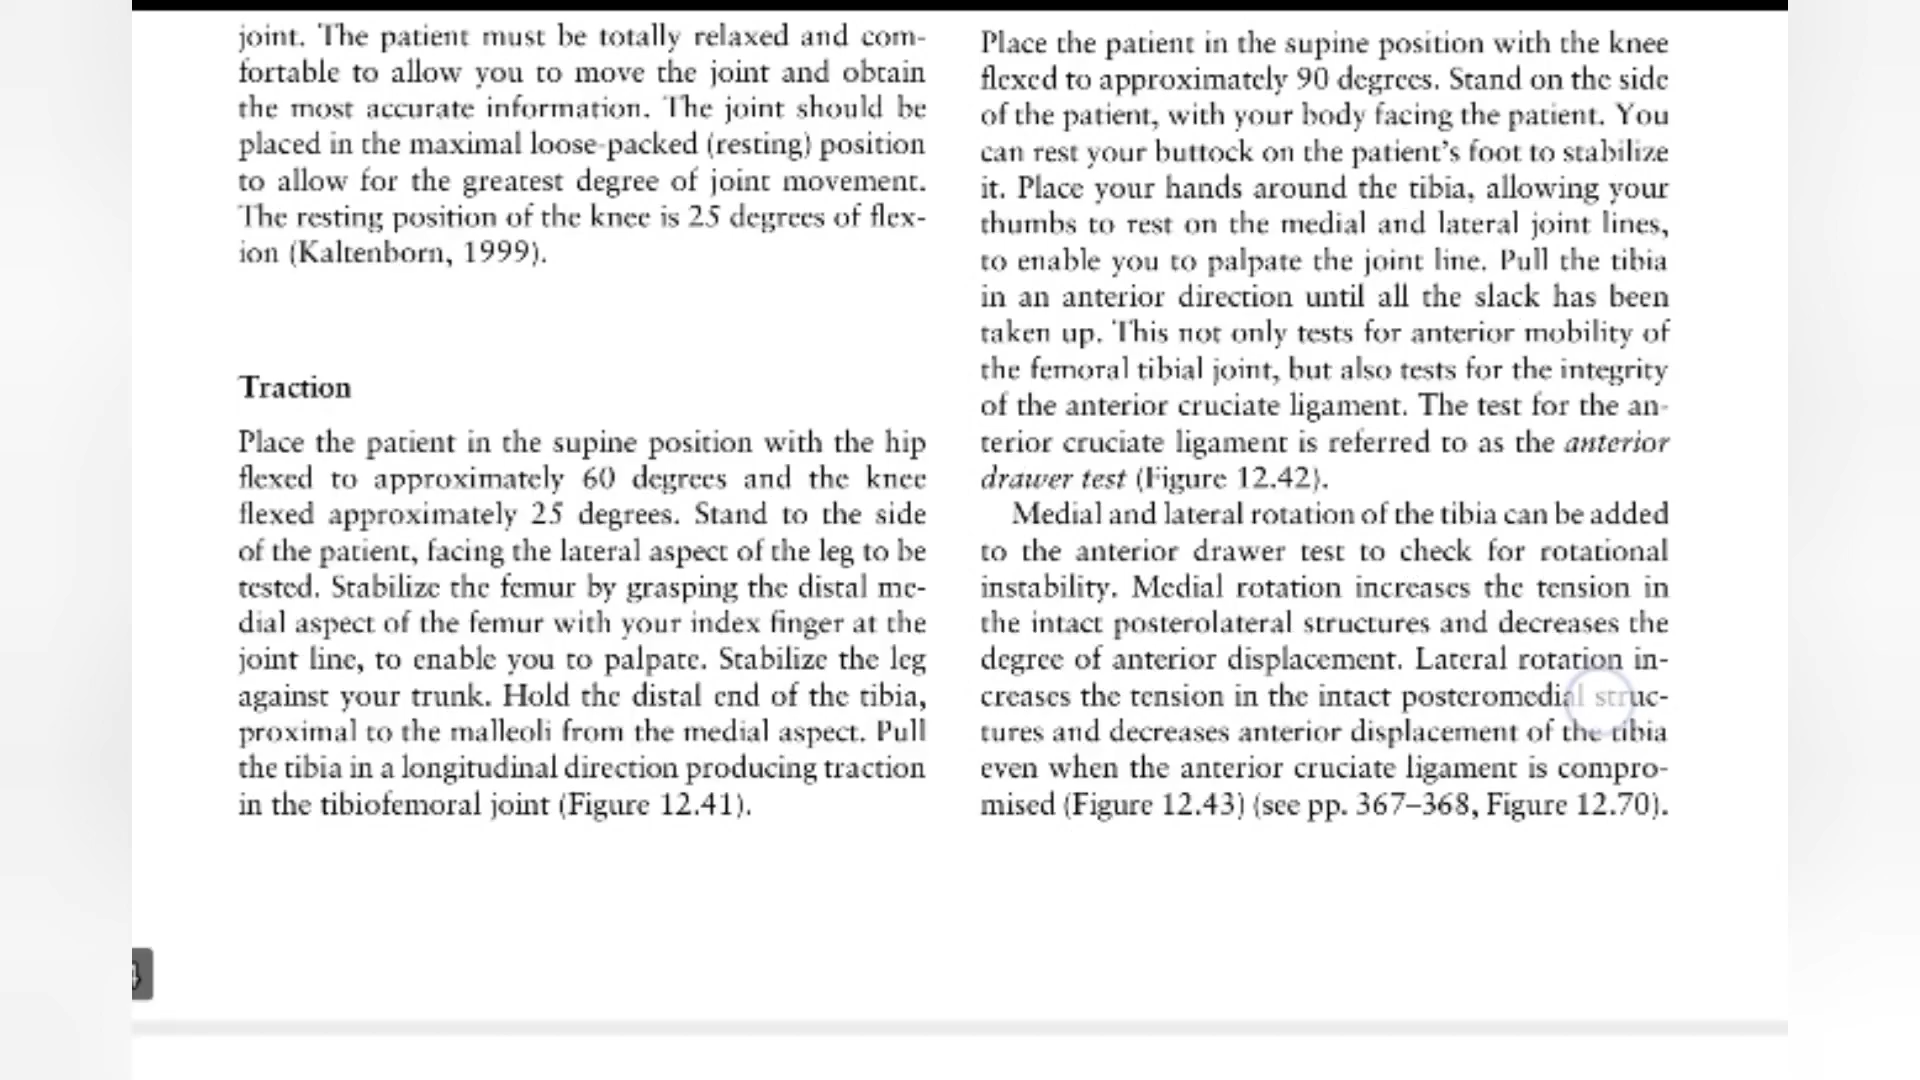 joint. The patient must be totally relaxed and com-
fortable to allow you to move the joint and obtain
the most accurate information. The joint should be
placed in the maximal loose-packed (resting) position
to allow for the greatest degree of joint movement.
The resting position of the knee is 25 degrees of flex-
ion (Kaltenborn, 1999).
Traction
Place the patient in the supine position with the hip
flexed to approximately 60 degrees and the knee
flexed approximately 25 degrees. Stand to the side
of the patient, facing the lateral aspect of the leg to be
tested. Stabilize the femur by grasping the distal me-
dial aspect of the femur with your index finger at the
joint line, to enable you to palpate. Stabilize the leg
against your trunk. Hold the distal end of the tibia,
proximal to the malleoli from the medial aspect. Pull
the tibia in a longitudinal direction producing traction
in the tibiofemoral joint (Figure 12.41).
Place the patient in the supine position with the knee
flexed to approximately 90 degrees. Stand on the side
of the patient, with your body facing the patient. You
can rest your buttock on the patient's foot to stabilize
it. Place your hands around the tibia, allowing your
thumbs to rest on the medial and lateral joint lines,
to enable you to palpate the joint line. Pull the tibia
in an anterior direction until all the slack has been
taken up. This not only tests for anterior mobility of
the femoral tibial joint, but also tests for the integrity
of the anterior cruciate ligament. The test for the an-
terior cruciate ligament is referred to as the anterior
drawer test (Figure 12.42).
Medial and lateral rotation of the tibia can be added
to the anterior drawer test to check for rotational
instability. Medial rotation increases the tension in
the intact posterolateral structures and decreases the
degree of anterior displacement. Lateral rotation in-
creases the tension in the intact posteromedial struc-
tures and decreases anterior displacement of the tibia
even when the anterior cruciate ligament is compro-
mised (Figure 12.43) (see pp. 367–368, Figure 12.70).